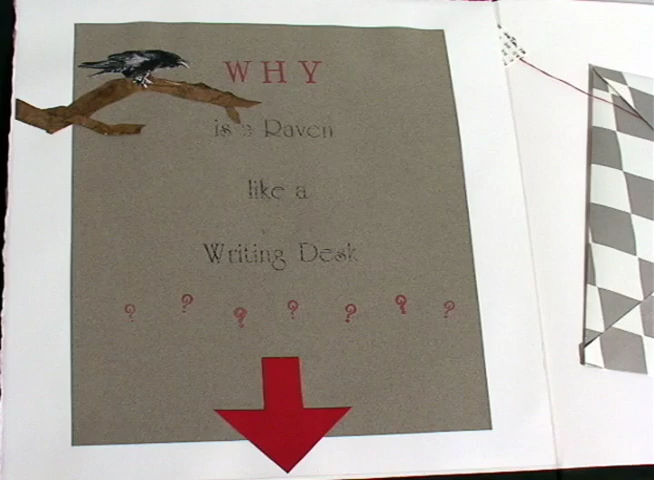 WHY
is a Raven
like a
Writing Desk
? ? ? ? ? ? ?